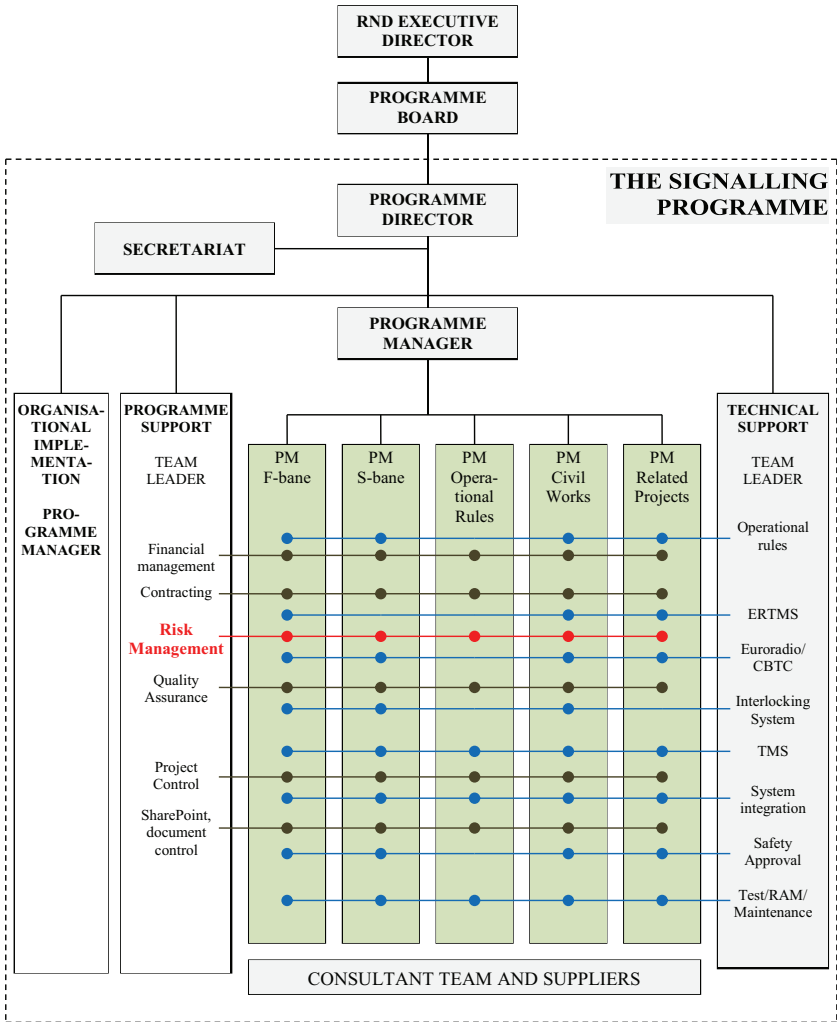 RND EXECUTIVE
DIRECTOR
PROGRAMME
BOARD
THE SIGNALLING
PROGRAMME
PROGRAMME
DIRECTOR
SECRETARIAT
PROGRAMME
MANAGER
ORGANISA-
TIONAL
IMPLE-
MENTA-
TION
PRO-
GRAMME
MANAGER
PROGRAMME
SUPPORT
TEAM
LEADER
Financial
management
Contracting
Risk
Management
Quality
Assurance
Project
Control
SharePoint,
document
control
PM
F-bane
PM
S-bane
PM
Opera-
tional
Rules
PM
Civil
Works
PM
Related
Projects
TECHNICAL
SUPPORT
TEAM
LEADER
Operational
rules
ERTMS
Euroradio/
CBTC
Interlocking
System
TMS
System
integration
Safety
Approval
Test/RAM/
Maintenance
CONSULTANT TEAM AND SUPPLIERS